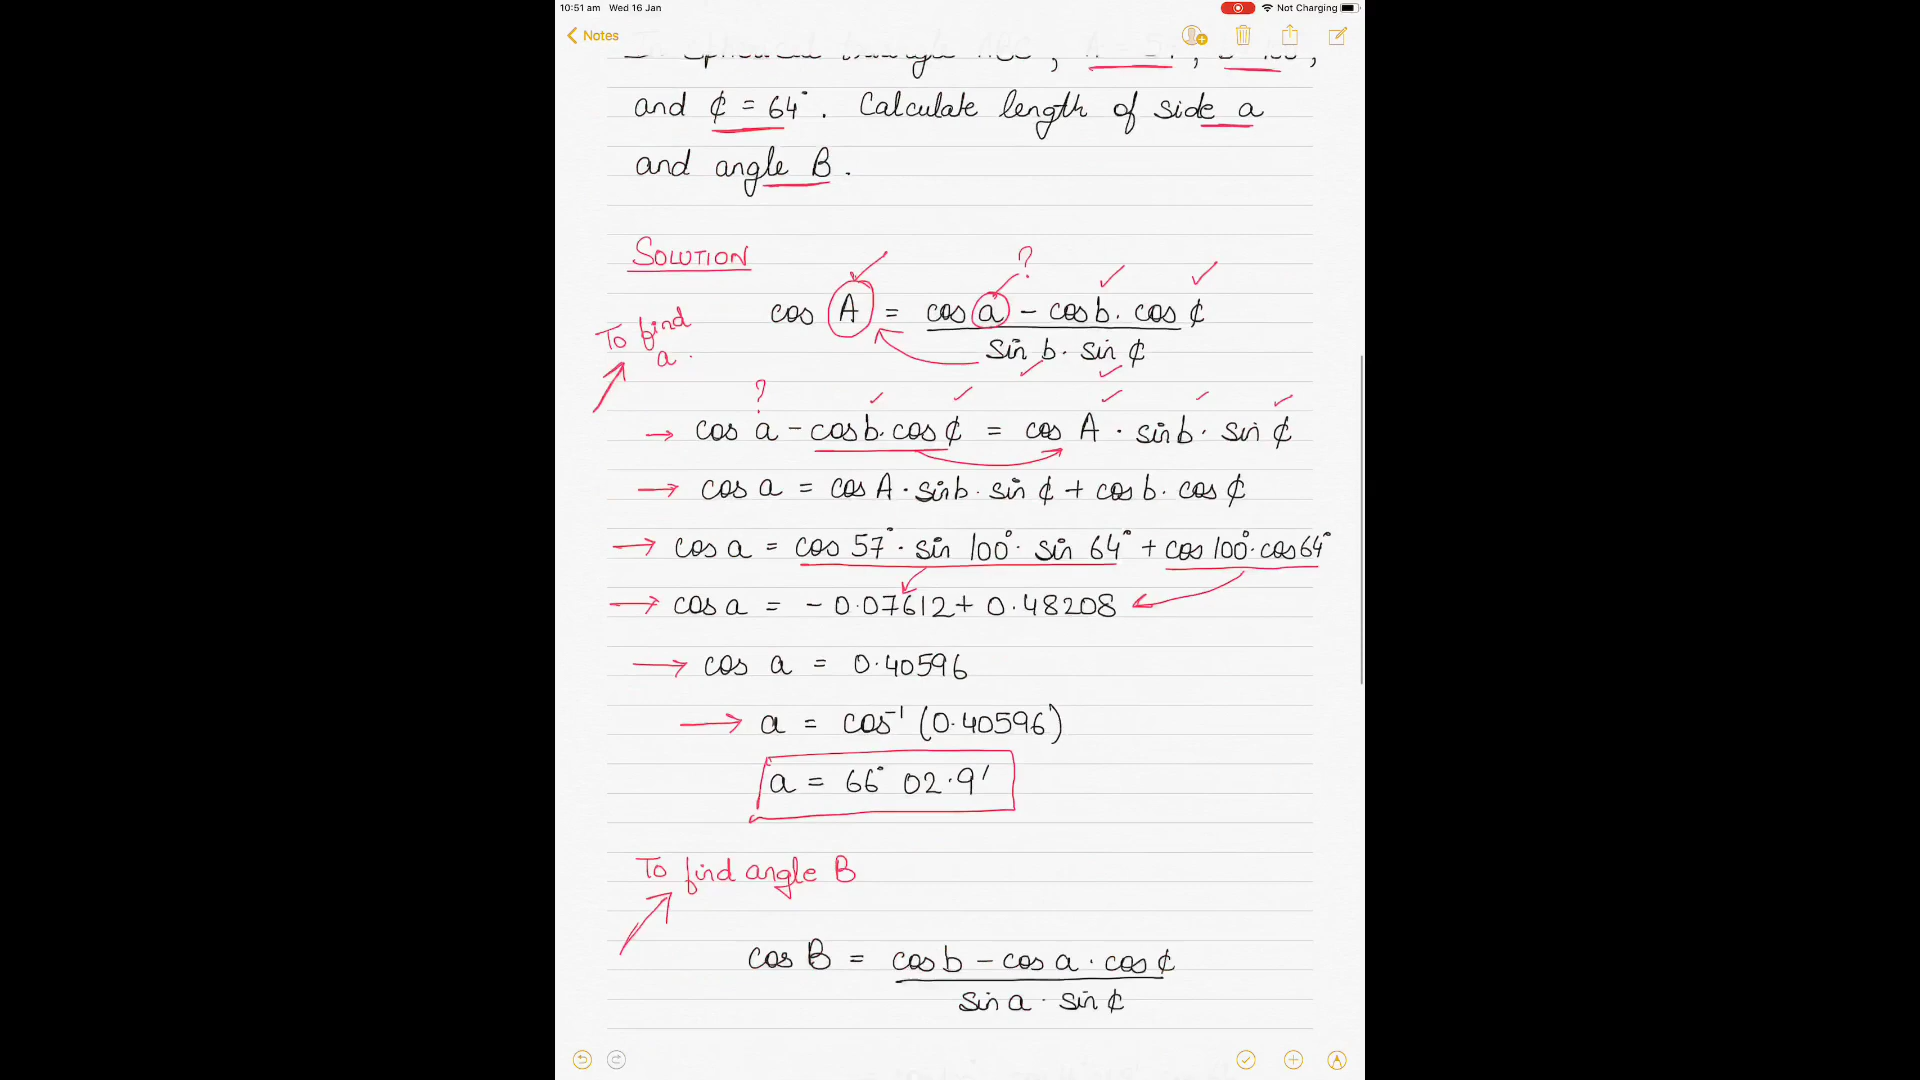 10:51 am Wed 16 Jan
Not Charging
Notes
and ¢ = 64° . Calculate length of side a
and angle B .
SOLUTION
?
To find a .
cos A = cos a - cos b . cos ¢
sin b . sin ¢
?
cos a - cos b . cos ¢ = cos A . sin b . sin ¢
cos a = cos A . sin b . sin ¢ + cos b . cos ¢
cos a = cos 57° . sin 100° . sin 64° + cos 100° . cos 64°
cos a = - 0.07612 + 0.48208
cos a = 0.40596
a = cos⁻¹ (0.40596)
a = 66° 02.9'
To find angle B
cos B = cos b - cos a . cos ¢
sin a . sin ¢